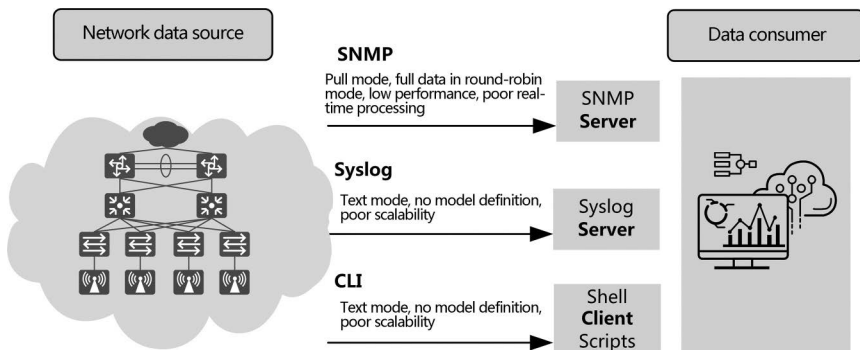 Network data source
Data consumer
SNMP
Pull mode, full data in round-robin
mode, low performance, poor real-
time processing
SNMP
Server
Syslog
Text mode, no model definition,
poor scalability
Syslog
Server
CLI
Text mode, no model definition,
poor scalability
Shell
Client
Scripts